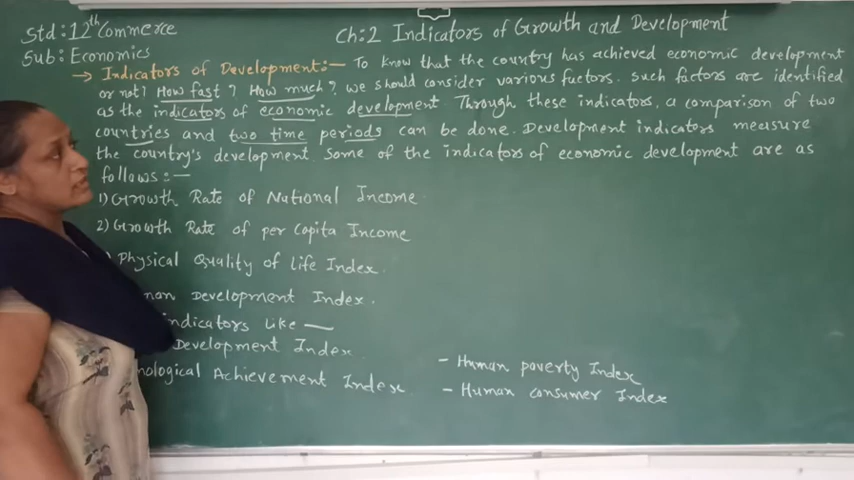 Std: 12th Commerce
Ch:2 Indicators of Growth and Development
Sub: Economics
→ Indicators of Development:— To know that the country has achieved economic development
or not? How fast? How much? we should consider various factors. Such factors are identified
as the indicators of economic development Through these indicators, a comparison of two
countries and two time periods can be done. Development indicators measure
the country's development. Some of the indicators of economic development are as
follows:—
1) Growth Rate of National Income
2) Growth Rate of per Capita Income
) Physical Quality of life Index.
Development Index.
indicators like —
Development Index
- Human poverty Index
Achievement Index
- Human consumer Index